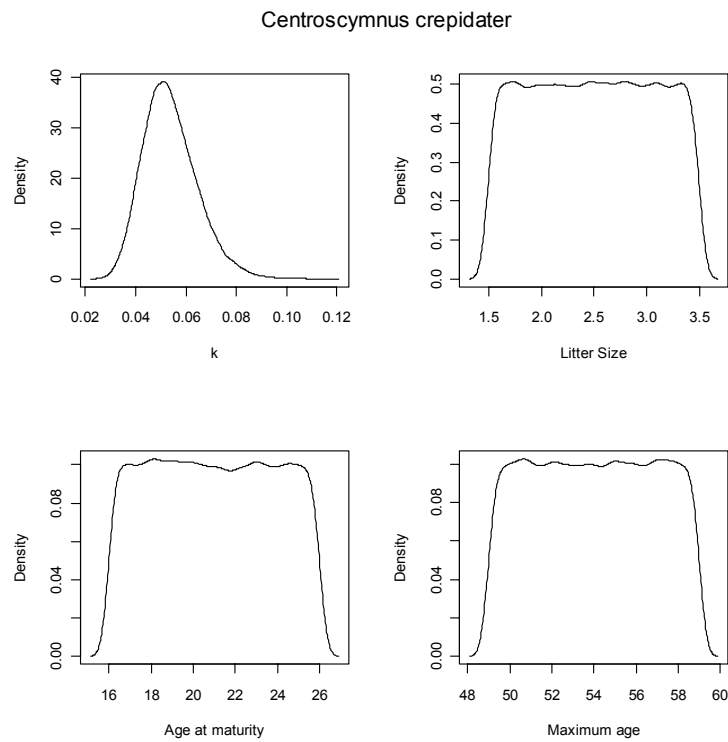 Centroscymnus crepidater
Density
40
30
20
10
0
0.02 0.04 0.06 0.08 0.10 0.12
k
Density
0.5
0.4
0.3
0.2
0.1
0.0
1.5 2.0 2.5 3.0 3.5
Litter Size
Density
0.08
0.04
0.00
16 18 20 22 24 26
Age at maturity
Density
0.08
0.04
0.00
48 50 52 54 56 58 60
Maximum age